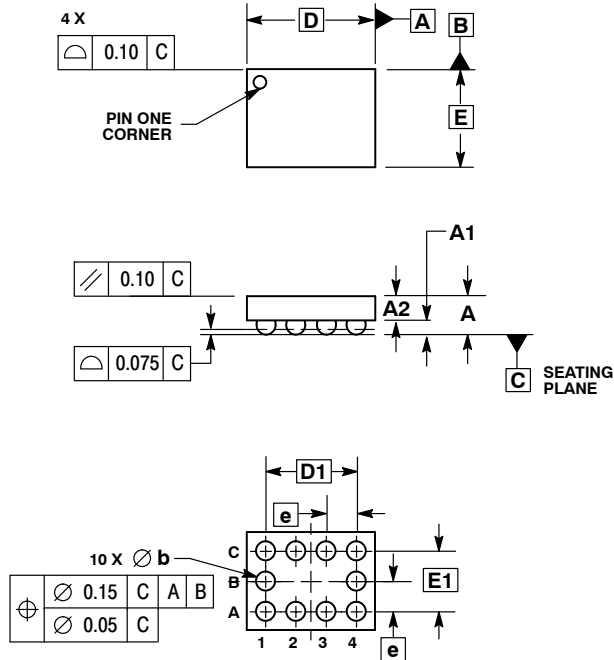 4 X
D
A
B
⌓ 0.10 C
PIN ONE
CORNER
E
A1
// 0.10 C
A2
A
⌓ 0.075 C
C
SEATING
PLANE
D1
e
10 X ∅ b
C
B
A
E1
⌖ ∅ 0.15 C A B
∅ 0.05 C
1 2 3 4
e